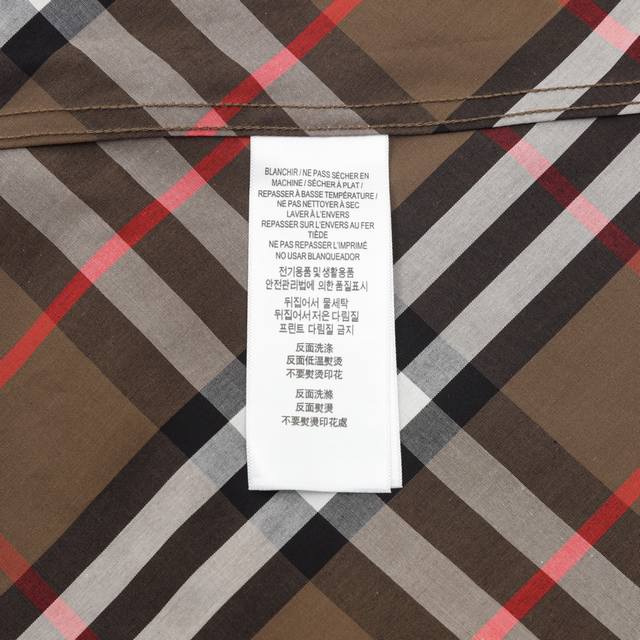 BLANCHIR / NE PASS SÉCHER EN
MACHINE / SÉCHER À PLAT /
REPASSER À BASSE TEMPÉRATURE /
NE PAS NETTOYER À SEC
LAVER À L'ENVERS
REPASSER SUR L'ENVERS AU FER
TIÈDE
NE PAS REPASSER L'IMPRIMÉ
NO USAR BLANQUEADOR
전기용품 및 생활용품
안전관리법에 의한 품질표시
뒤집어서 물세탁
뒤집어서저온 다림질
프린트 다림질 금지
反面洗涤
反面低温熨烫
不要熨烫印花
反面洗滌
反面熨燙
不要熨燙印花處